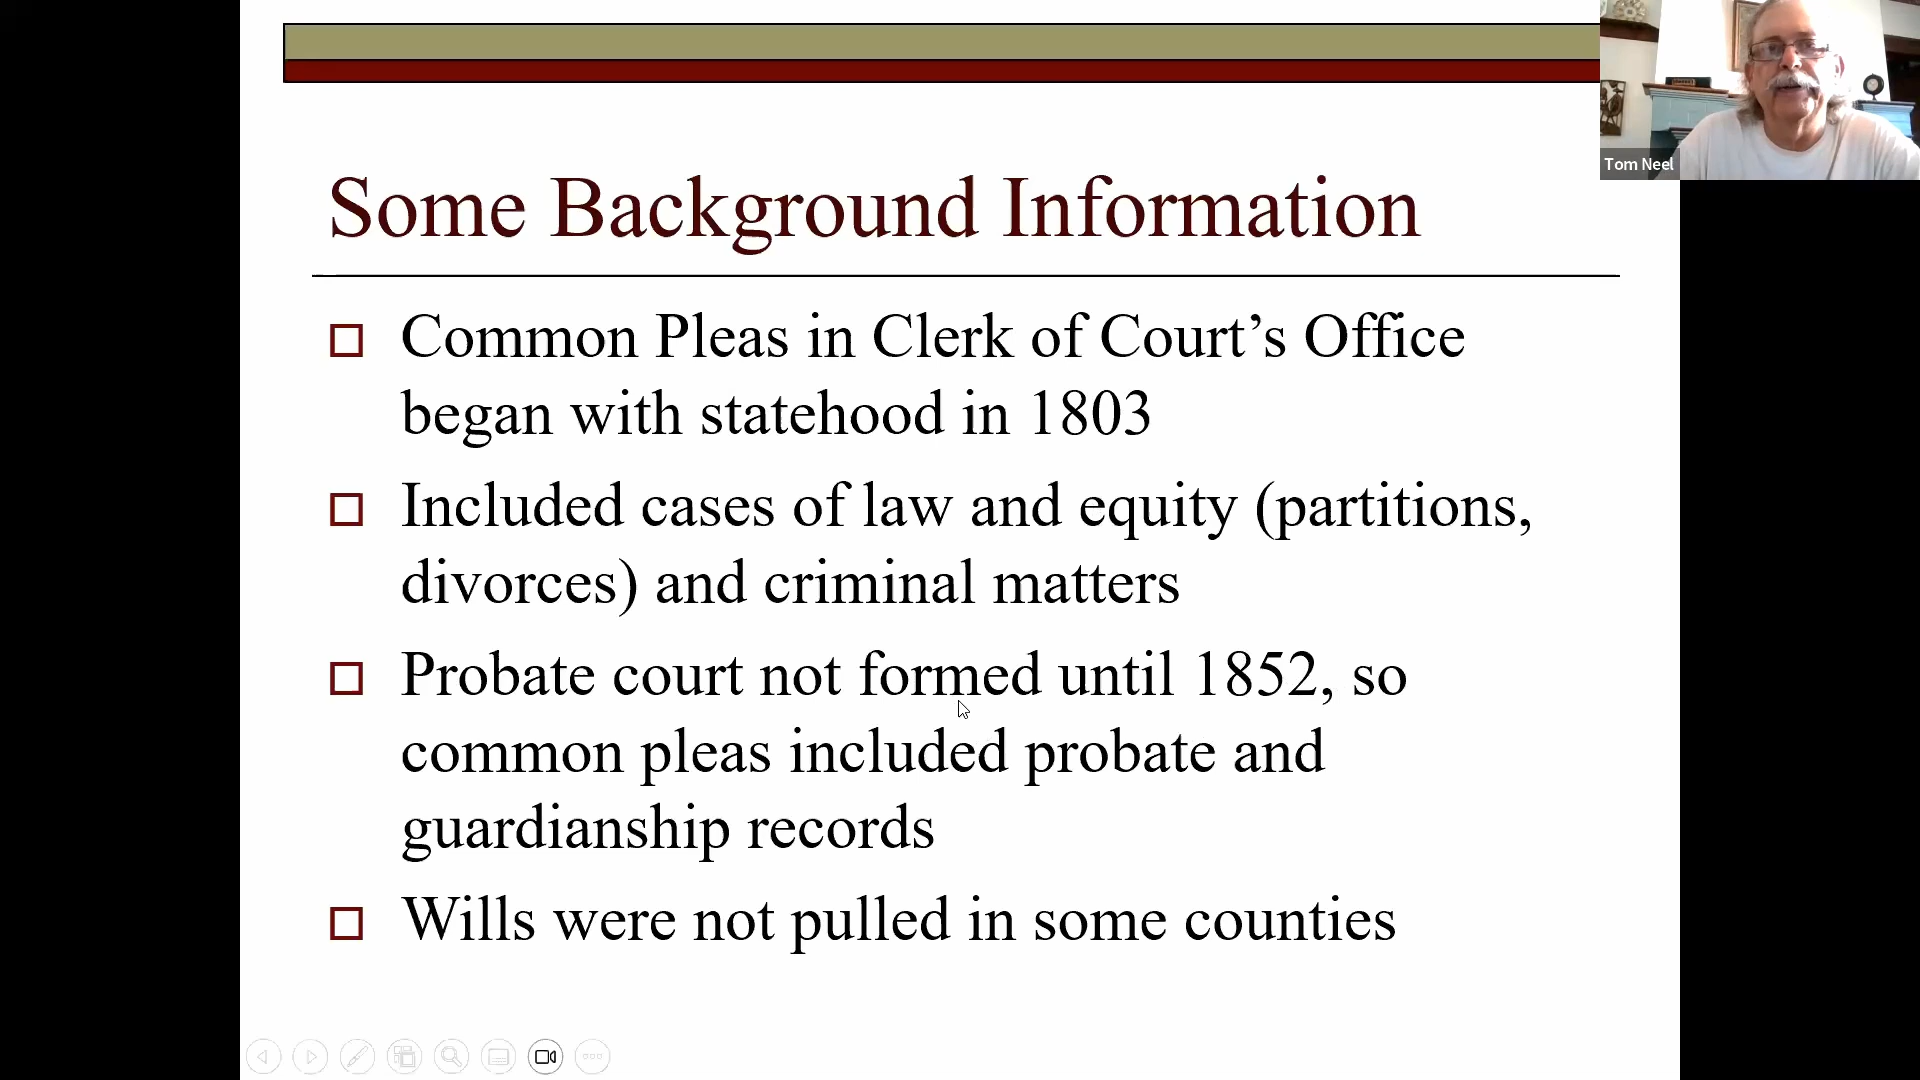 Tom Neel
Some Background Information
Common Pleas in Clerk of Court’s Office
began with statehood in 1803
Included cases of law and equity (partitions,
divorces) and criminal matters
Probate court not formed until 1852, so
common pleas included probate and
guardianship records
Wills were not pulled in some counties